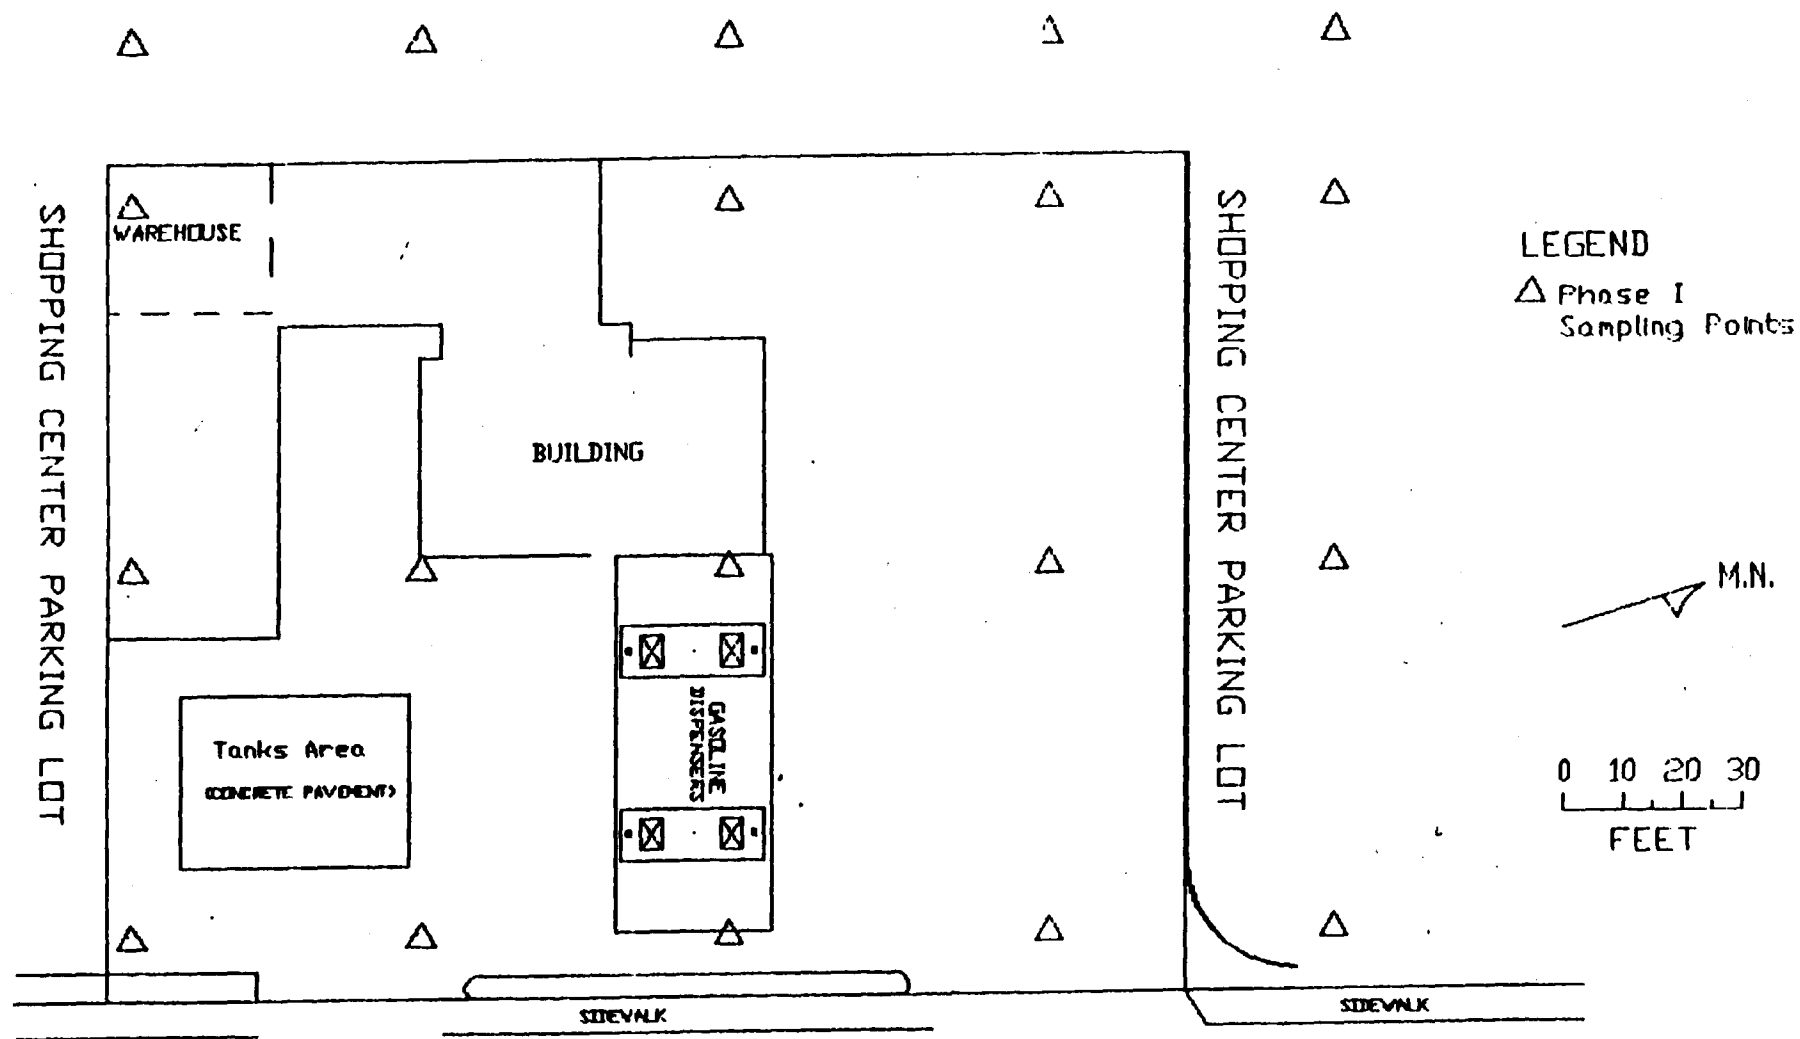 SHOPPING CENTER PARKING LOT
WAREHOUSE
BUILDING
Tanks Area
(CONCRETE PAVEMENT)
GASOLINE
DISPENSERS
SIDEWALK
SHOPPING CENTER PARKING LOT
SIDEWALK
LEGEND
Phase I
Sampling Points
M.N.
0 10 20 30
FEET